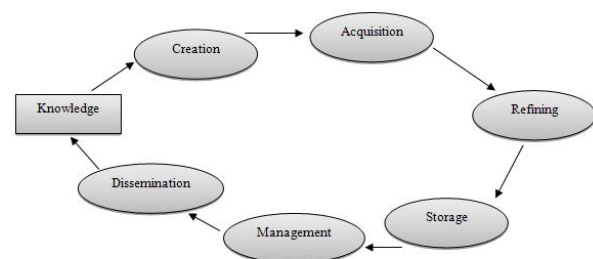 Creation
Acquisition
Knowledge
Refining
Dissemination
Storage
Management